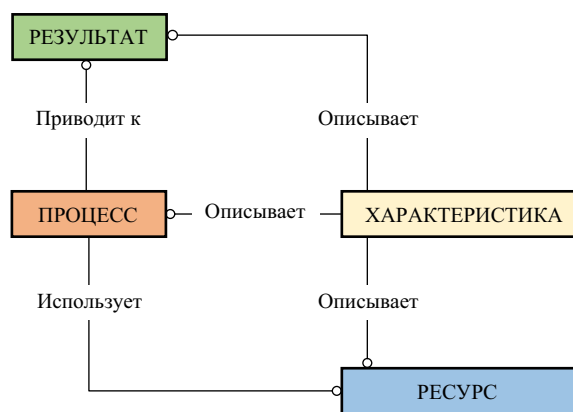 РЕЗУЛЬТАТ
Приводит к
Описывает
ПРОЦЕСС
Описывает
ХАРАКТЕРИСТИКА
Использует
Описывает
РЕСУРС